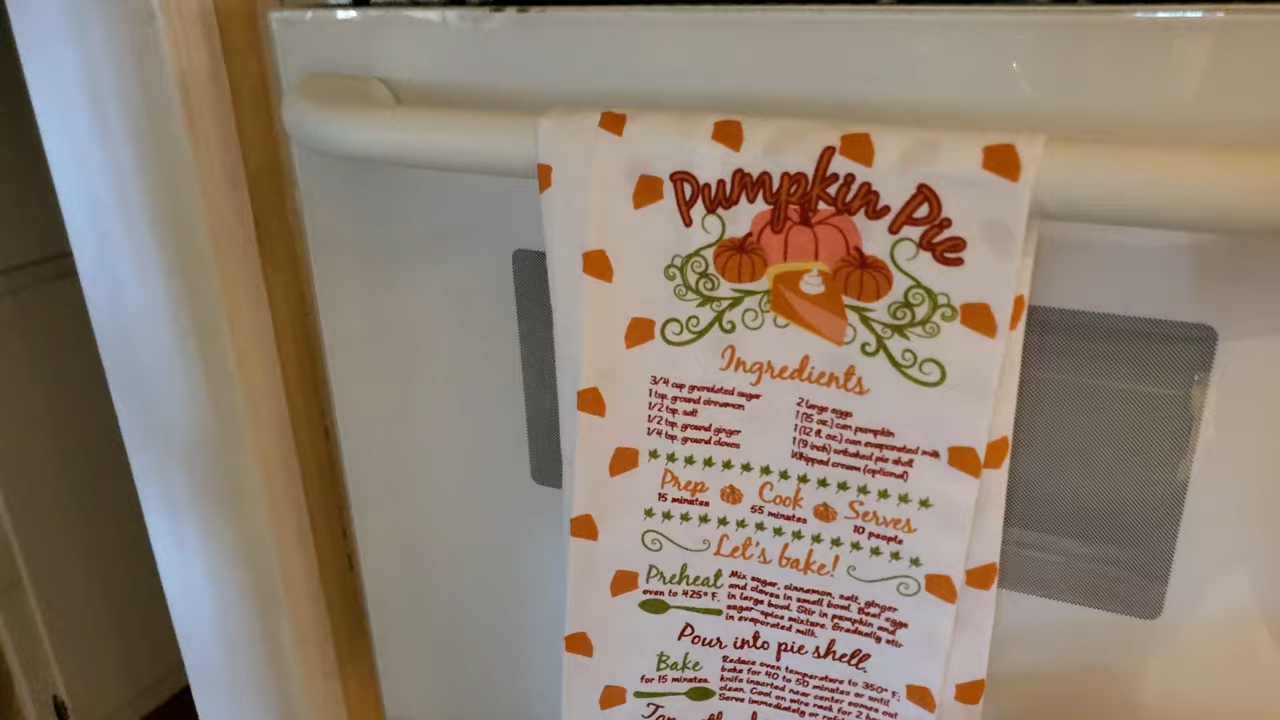 Pumpkin Pie
Ingredients
3/4 cup granulated sugar
1 tsp. ground cinnamon
1/2 tsp. salt
1/2 tsp. ground ginger
1/4 tsp. ground cloves
2 large eggs
1 (15 oz.) can pumpkin
1 (12 fl. oz.) can evaporated milk
1 (9 inch) unbaked pie shell
Whipped cream (optional)
Prep
15 minutes
Cook
55 minutes
Serves
10 people
Let's bake!
Preheat
oven to 425° F.
Mix sugar, cinnamon, salt, ginger
and cloves in small bowl. Beat eggs
in large bowl. Stir in pumpkin and
sugar-spice mixture. Gradually stir
in evaporated milk.
Pour into pie shell.
Bake
for 15 minutes.
Reduce oven temperature to 350° F.
bake for 40 to 50 minutes or until
knife inserted near center comes out
clean. Cool on wire rack for 2
Serve immediately or